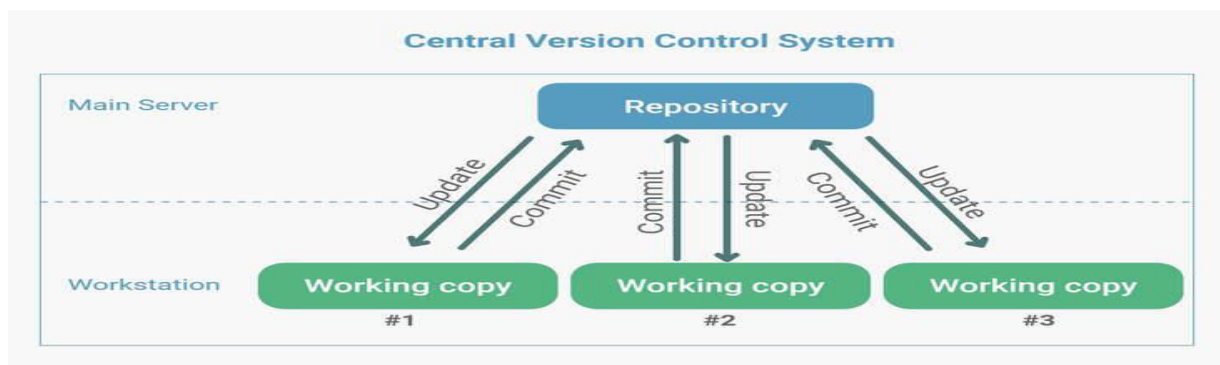 Central Version Control System
Main Server
Repository
Update
Commit
Commit
Update
Commit
Update
Workstation
Working copy
Working copy
Working copy
#1
#2
#3